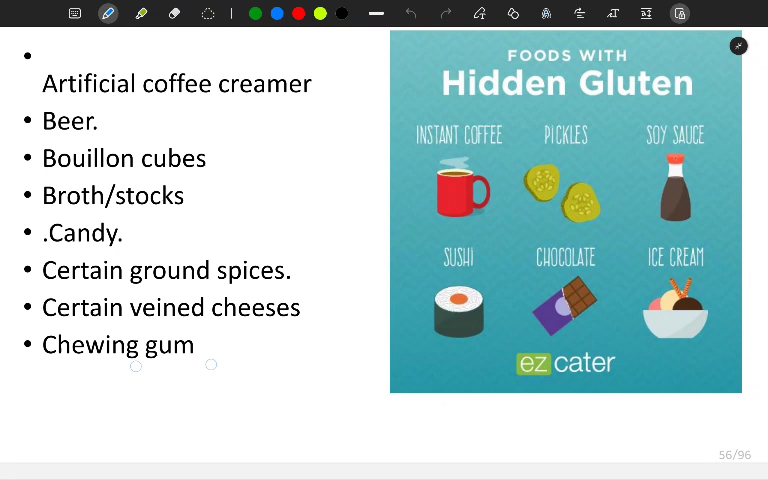 Artificial coffee creamer
Beer.
Bouillon cubes
Broth/stocks
.Candy.
Certain ground spices.
Certain veined cheeses
Chewing gum
FOODS WITH
Hidden Gluten
INSTANT COFFEE
PICKLES
SOY SAUCE
SUSHI
CHOCOLATE
ICE CREAM
ez cater
56/96